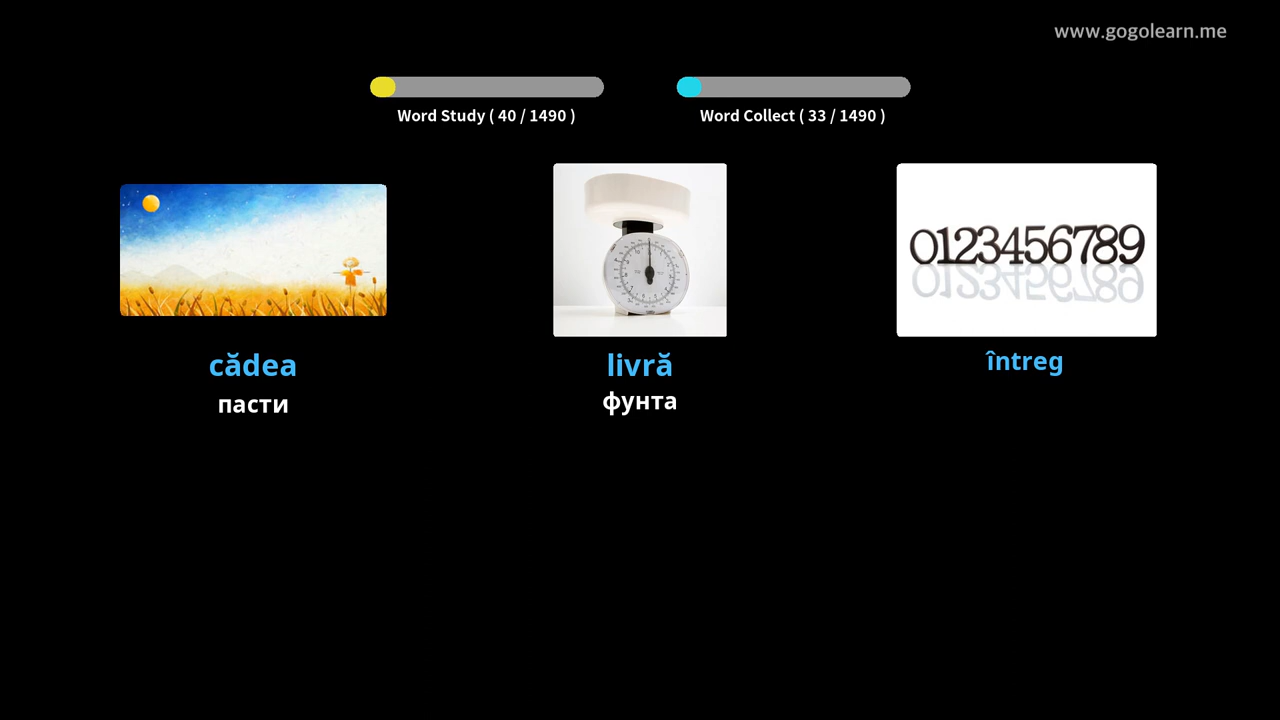 www.gogolearn.me
Word Study ( 40 / 1490 )
Word Collect ( 33 / 1490 )
0123456789
cădea
livră
întreg
пасти
фунта